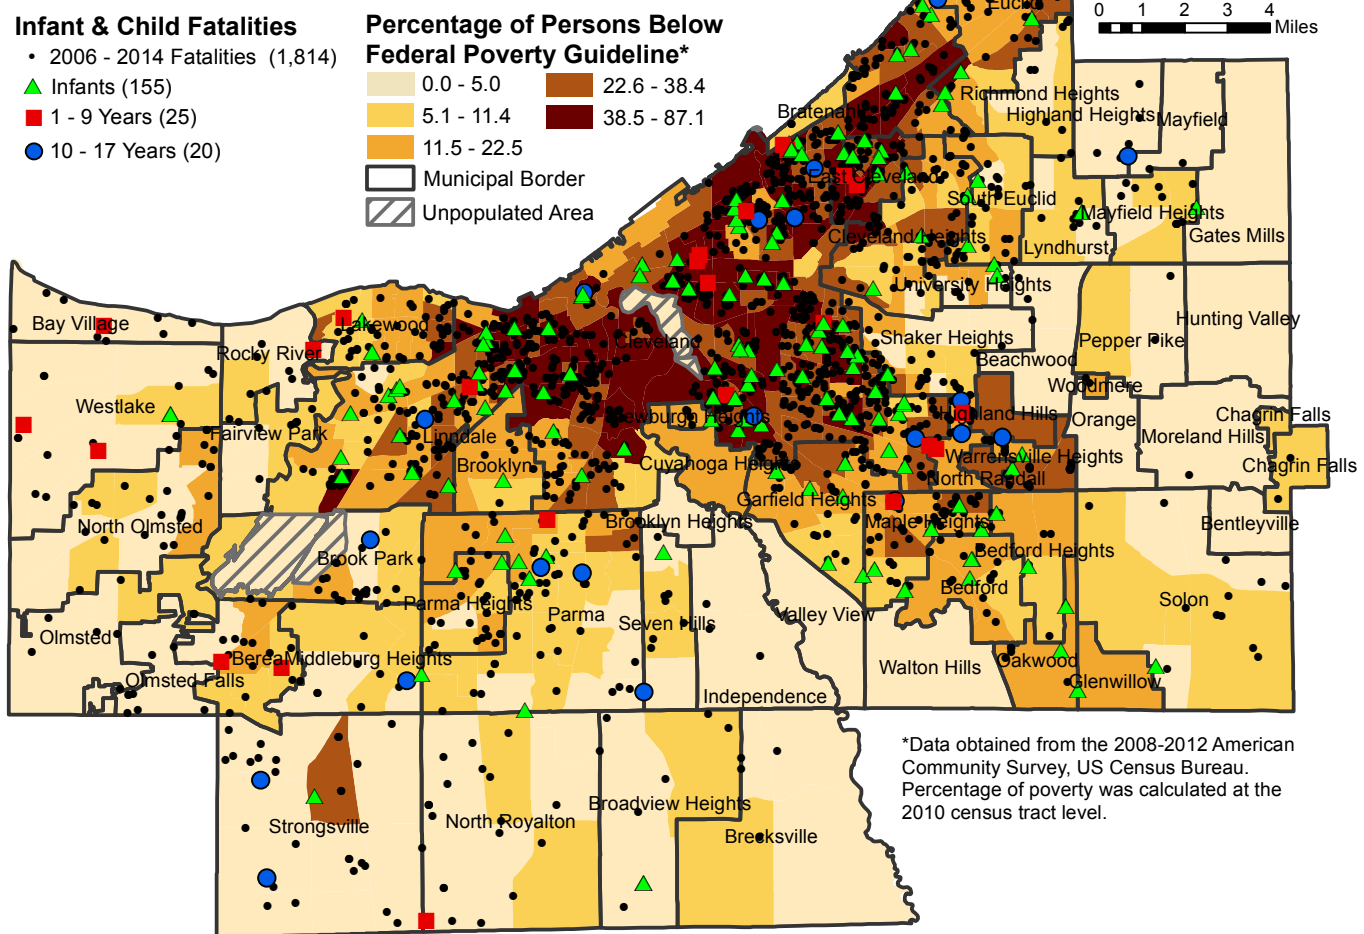 Infant & Child Fatalities
2006 - 2014 Fatalities (1,814)
Infants (155)
1 - 9 Years (25)
10 - 17 Years (20)
Percentage of Persons Below
Federal Poverty Guideline*
0.0 - 5.0
5.1 - 11.4
11.5 - 22.5
22.6 - 38.4
38.5 - 87.1
Municipal Border
Unpopulated Area
0 1 2 3 4
Miles
Euclid
Richmond Heights
Highland Heights
Mayfield
Bratenahl
East Cleveland
South Euclid
Mayfield Heights
Gates Mills
Cleveland Heights
Lyndhurst
University Heights
Bay Village
Lakewood
Rocky River
Cleveland
Shaker Heights
Beachwood
Pepper Pike
Hunting Valley
Woodmere
Westlake
Fairview Park
Linndale
Newburgh Heights
Highland Hills
Orange
Chagrin Falls
Moreland Hills
Brooklyn
Cuyahoga Heights
Warrensville Heights
North Randall
Chagrin Falls
North Olmsted
Brook Park
Brooklyn Heights
Garfield Heights
Maple Heights
Bentleyville
Bedford Heights
Bedford
Parma Heights
Parma
Seven Hills
Valley View
Solon
Olmsted
Berea
Middleburg Heights
Olmsted Falls
Independence
Walton Hills
Oakwood
Glenwillow
Strongsville
North Royalton
Broadview Heights
Brecksville
*Data obtained from the 2008-2012 American
Community Survey, US Census Bureau.
Percentage of poverty was calculated at the
2010 census tract level.